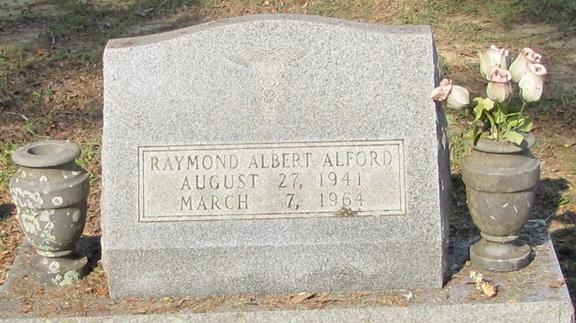 RAYMOND ALBERT ALFORD
AUGUST 27, 1941
MARCH 7, 1964